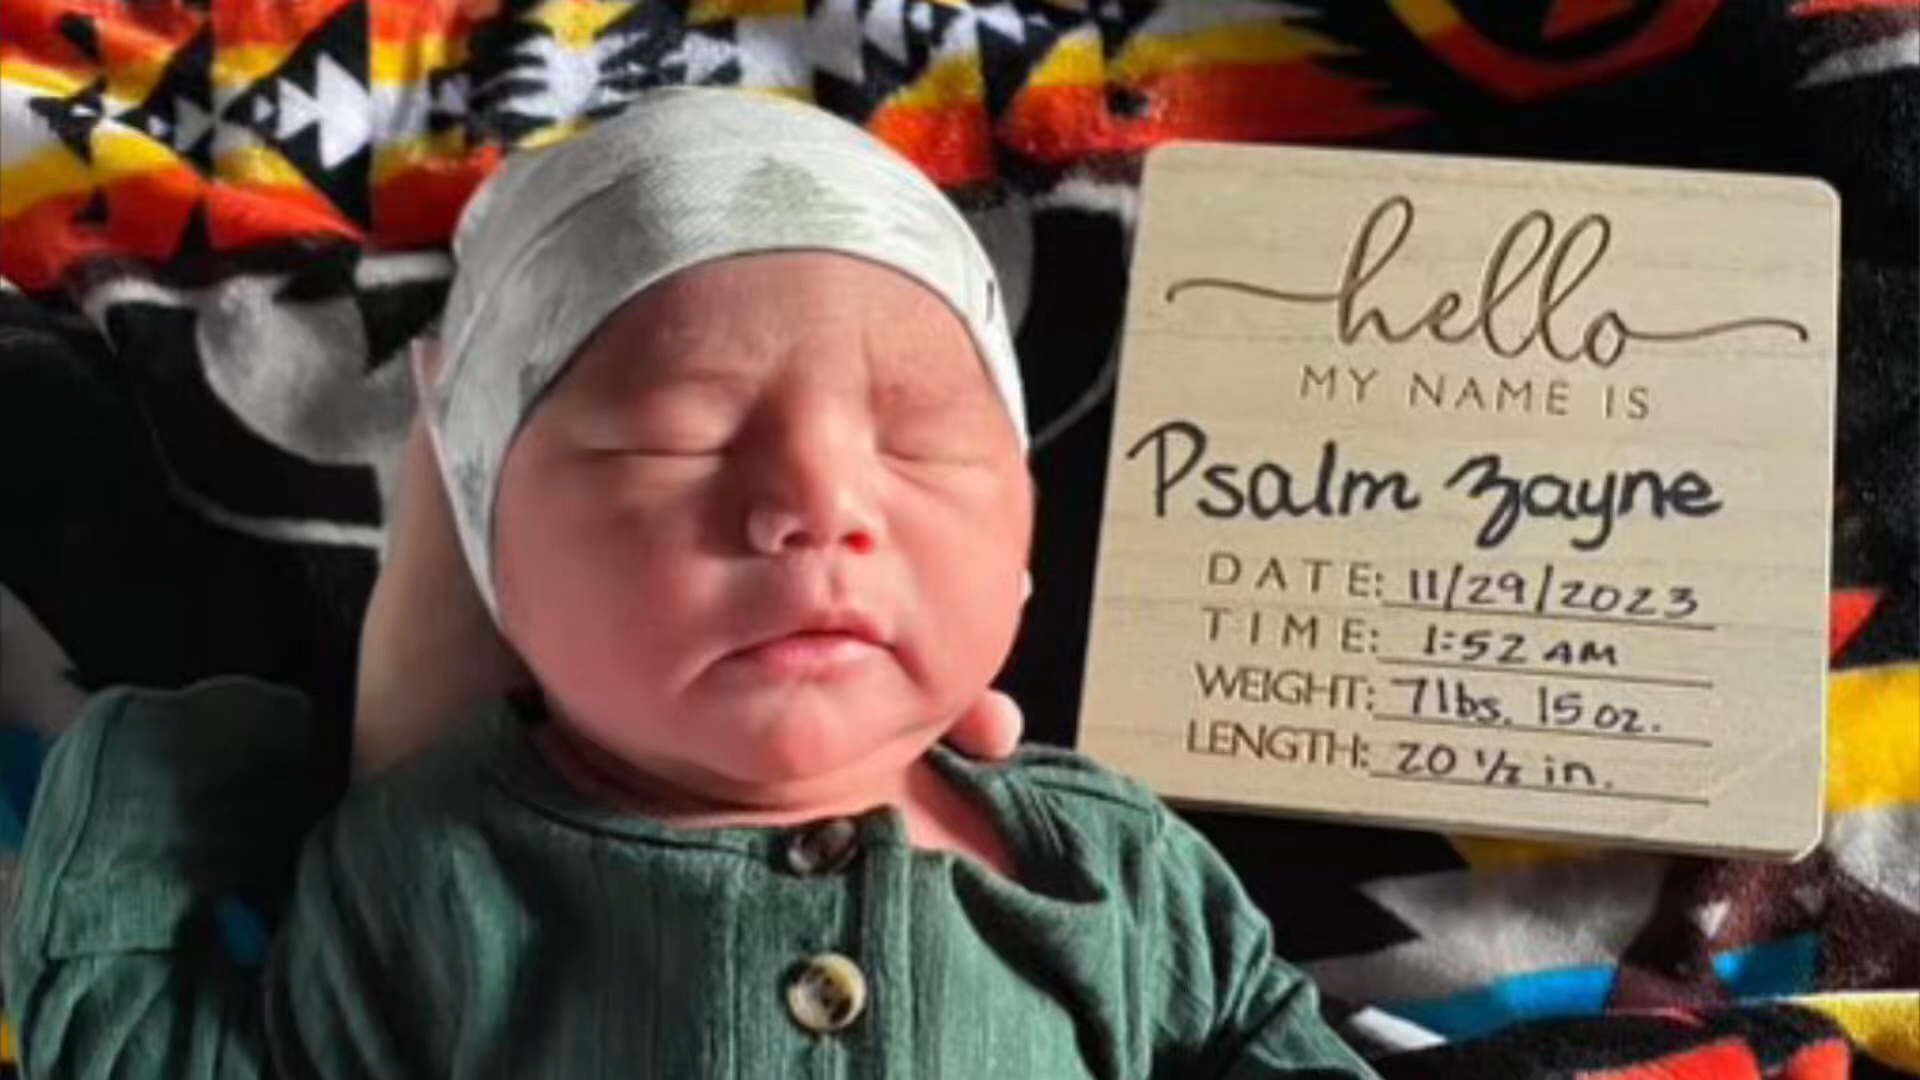 hello
MY NAME IS
Psalm Zayne
DATE: 11/29/2023
TIME: 1:52 AM
WEIGHT: 7lbs. 15 oz.
LENGTH: 20 1/2 in.